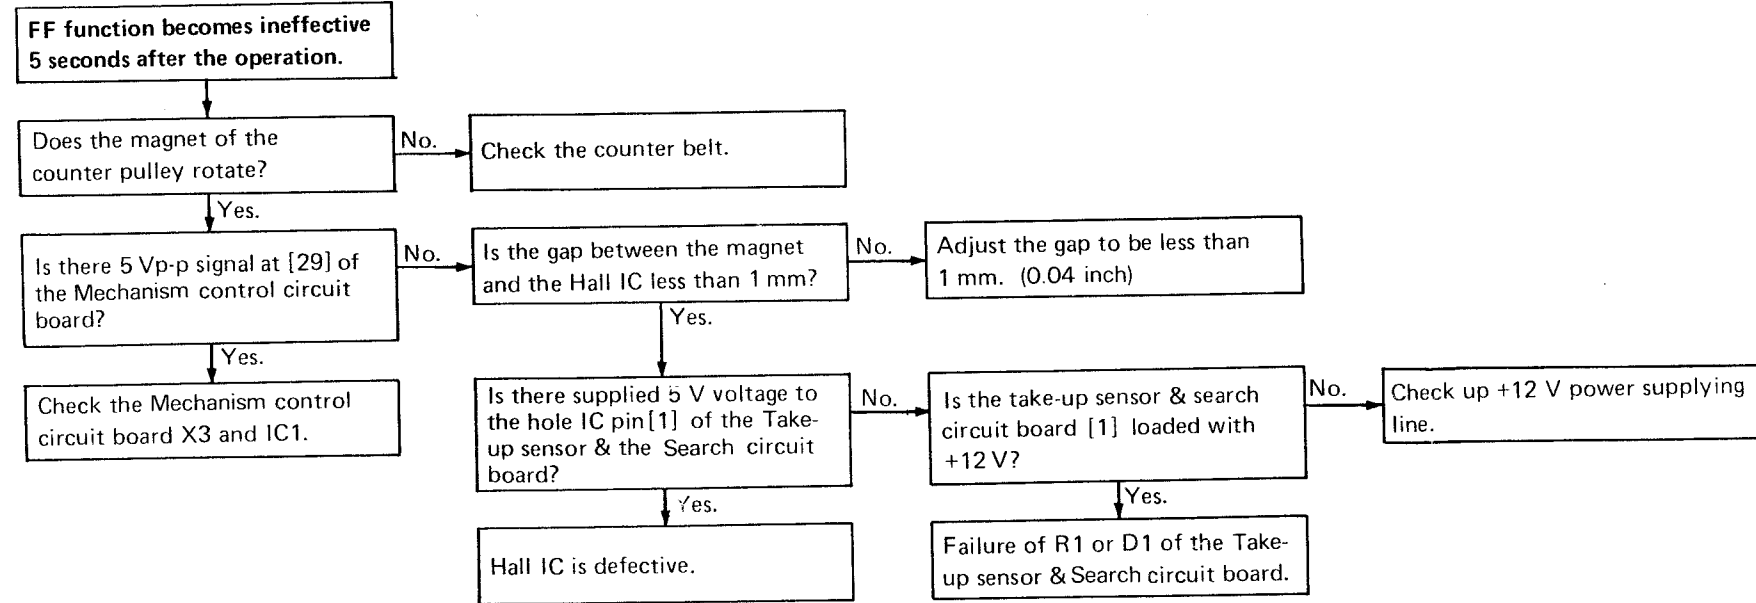 FF function becomes ineffective
5 seconds after the operation.
Does the magnet of the
counter pulley rotate?
No.
Check the counter belt.
Yes.
Is there 5 Vp-p signal at [29] of
the Mechanism control circuit
board?
No.
Is the gap between the magnet
and the Hall IC less than 1 mm?
No.
Adjust the gap to be less than
1 mm. (0.04 inch)
Yes.
Yes.
Check the Mechanism control
circuit board X3 and IC1.
Is there supplied 5 V voltage to
the hole IC pin[1] of the Take-
up sensor & the Search circuit
board?
No.
Is the take-up sensor & search
circuit board [1] loaded with
+12 V?
No.
Check up +12 V power supplying
line.
Yes.
Yes.
Hall IC is defective.
Failure of R1 or D1 of the Take-
up sensor & Search circuit board.